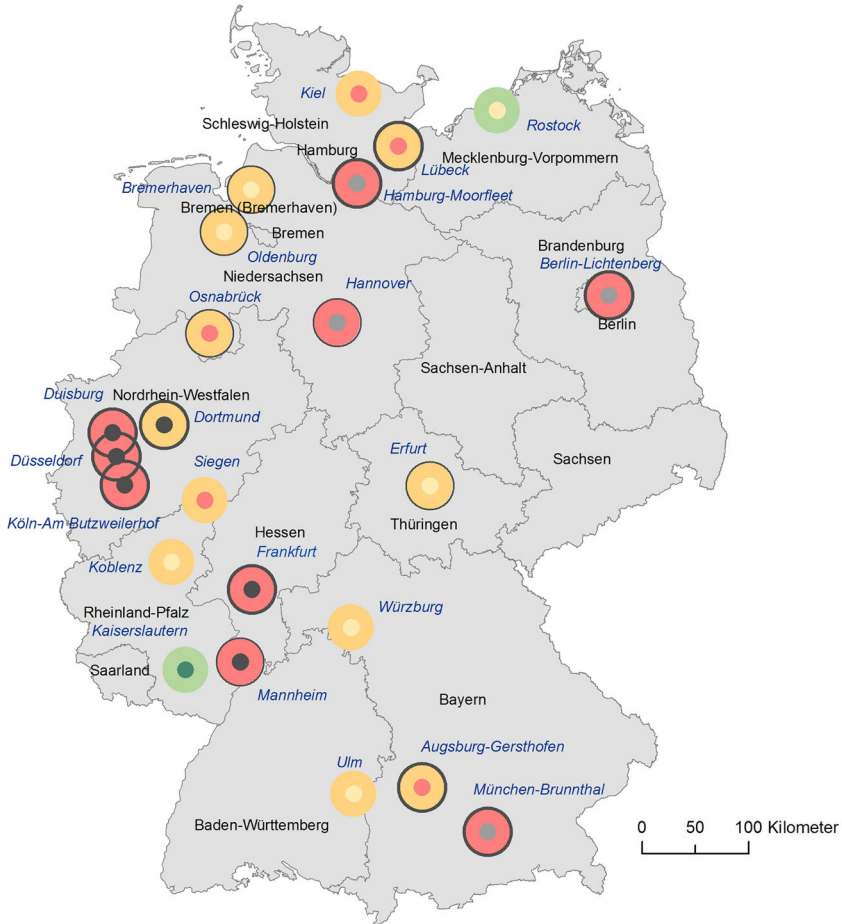 Kiel
Schleswig-Holstein
Rostock
Hamburg
Mecklenburg-Vorpommern
Lübeck
Bremerhaven
Hamburg-Moorfleet
Bremen (Bremerhaven)
Bremen
Brandenburg
Oldenburg
Berlin-Lichtenberg
Niedersachsen
Hannover
Osnabrück
Berlin
Sachsen-Anhalt
Duisburg
Nordrhein-Westfalen
Dortmund
Erfurt
Düsseldorf
Siegen
Sachsen
Köln-Am Butzweilerhof
Thüringen
Hessen
Frankfurt
Koblenz
Würzburg
Rheinland-Pfalz
Kaiserslautern
Saarland
Mannheim
Bayern
Augsburg-Gersthofen
Ulm
München-Brunnthal
Baden-Württemberg
0 50 100 Kilometer